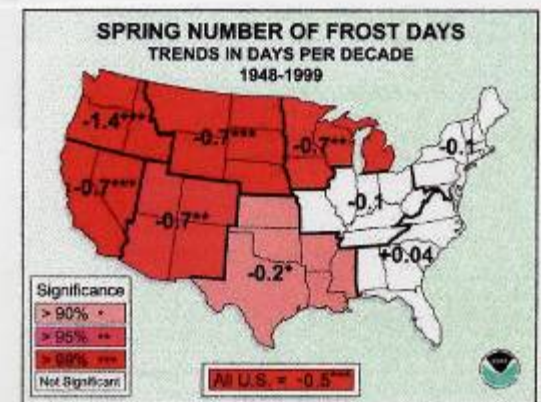 SPRING NUMBER OF FROST DAYS
TRENDS IN DAYS PER DECADE
1948-1999
-1.4***
-0.7***
-0.7**
-0.1
-0.7***
-0.7**
-0.1
+0.04
-0.2*
Significance
> 90% *
> 95% **
> 99% ***
Not Significant
All U.S. = -0.5***